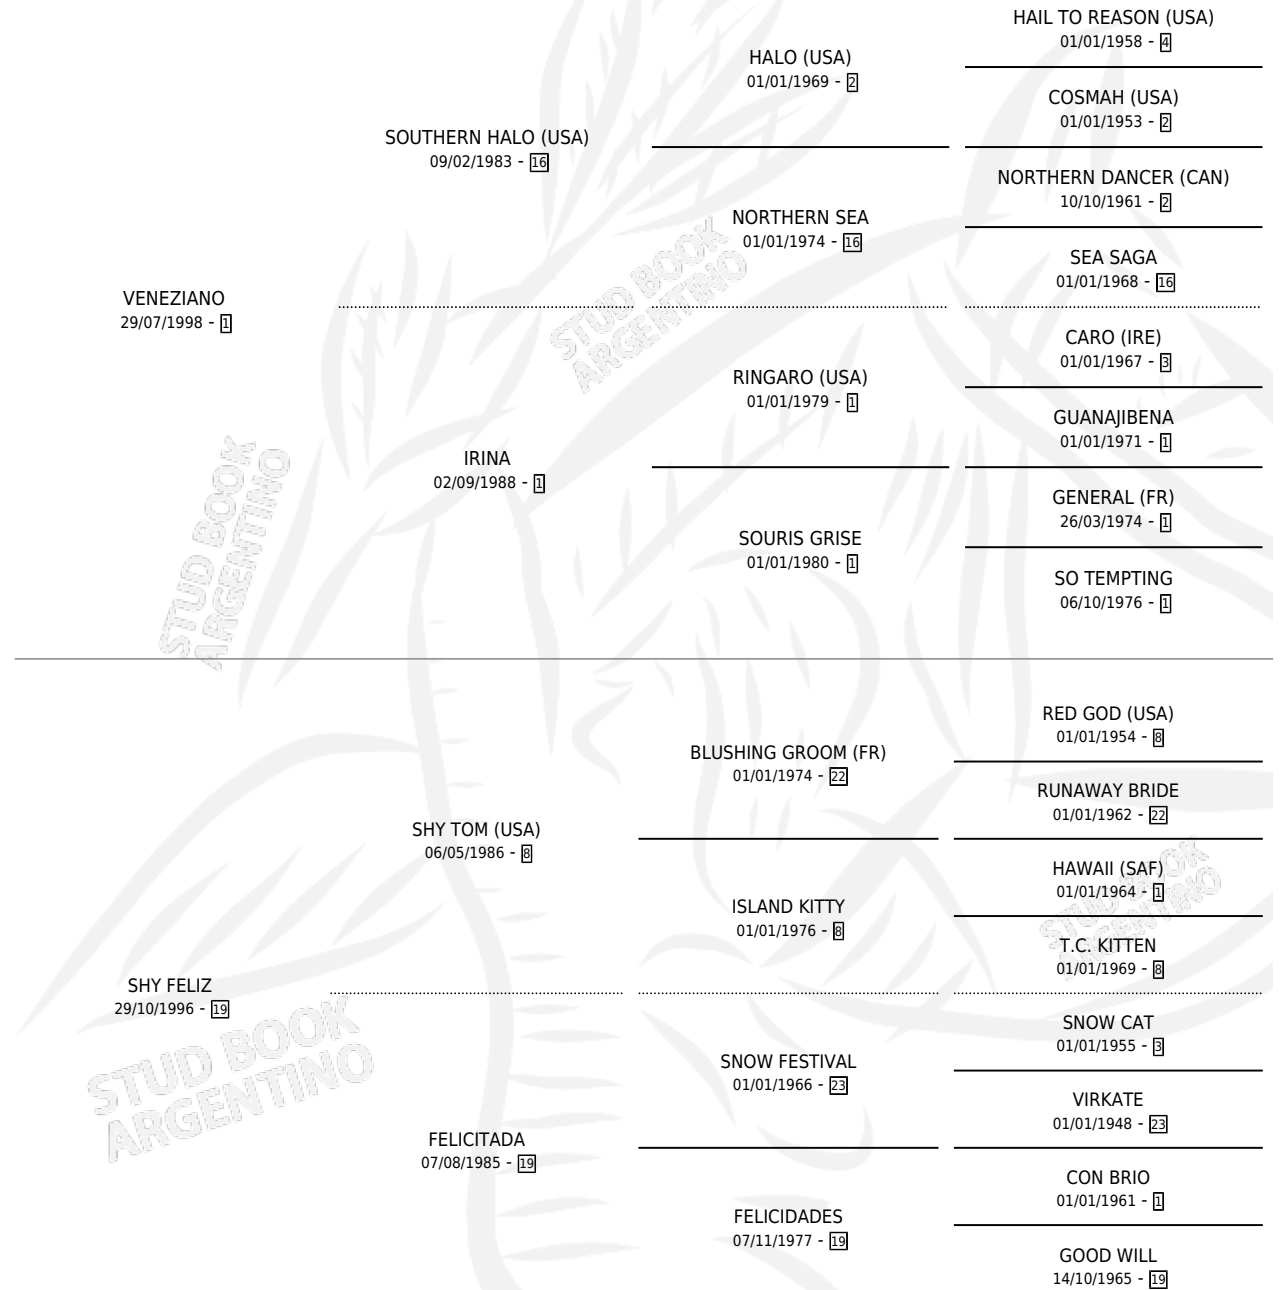 HAIL TO REASON (USA)
01/01/1958 - 4
HALO (USA)
01/01/1969 - 2
COSMAH (USA)
01/01/1953 - 2
SOUTHERN HALO (USA)
09/02/1983 - 16
NORTHERN DANCER (CAN)
10/10/1961 - 2
NORTHERN SEA
01/01/1974 - 16
SEA SAGA
01/01/1968 - 16
VENEZIANO
29/07/1998 - 1
STUD BOOK
ARGENTINO
CARO (IRE)
01/01/1967 - 3
RINGARO (USA)
01/01/1979 - 1
GUANAJIBENA
01/01/1971 - 1
IRINA
02/09/1988 - 1
GENERAL (FR)
26/03/1974 - 1
SOURIS GRISE
01/01/1980 - 1
SO TEMPTING
06/10/1976 - 1
STUD BOOK
ARGENTINO
RED GOD (USA)
01/01/1954 - 8
BLUSHING GROOM (FR)
01/01/1974 - 22
RUNAWAY BRIDE
01/01/1962 - 22
SHY TOM (USA)
06/05/1986 - 8
HAWAII (SAF)
01/01/1964 - 1
ISLAND KITTY
01/01/1976 - 8
STUD BOOK
ARGENTINO
T.C. KITTEN
01/01/1969 - 8
SHY FELIZ
29/10/1996 - 19
SNOW CAT
01/01/1955 - 3
SNOW FESTIVAL
01/01/1966 - 23
STUD BOOK
ARGENTINO
VIRKATE
01/01/1948 - 23
FELICITADA
07/08/1985 - 19
CON BRIO
01/01/1961 - 1
FELICIDADES
07/11/1977 - 19
GOOD WILL
14/10/1965 - 19